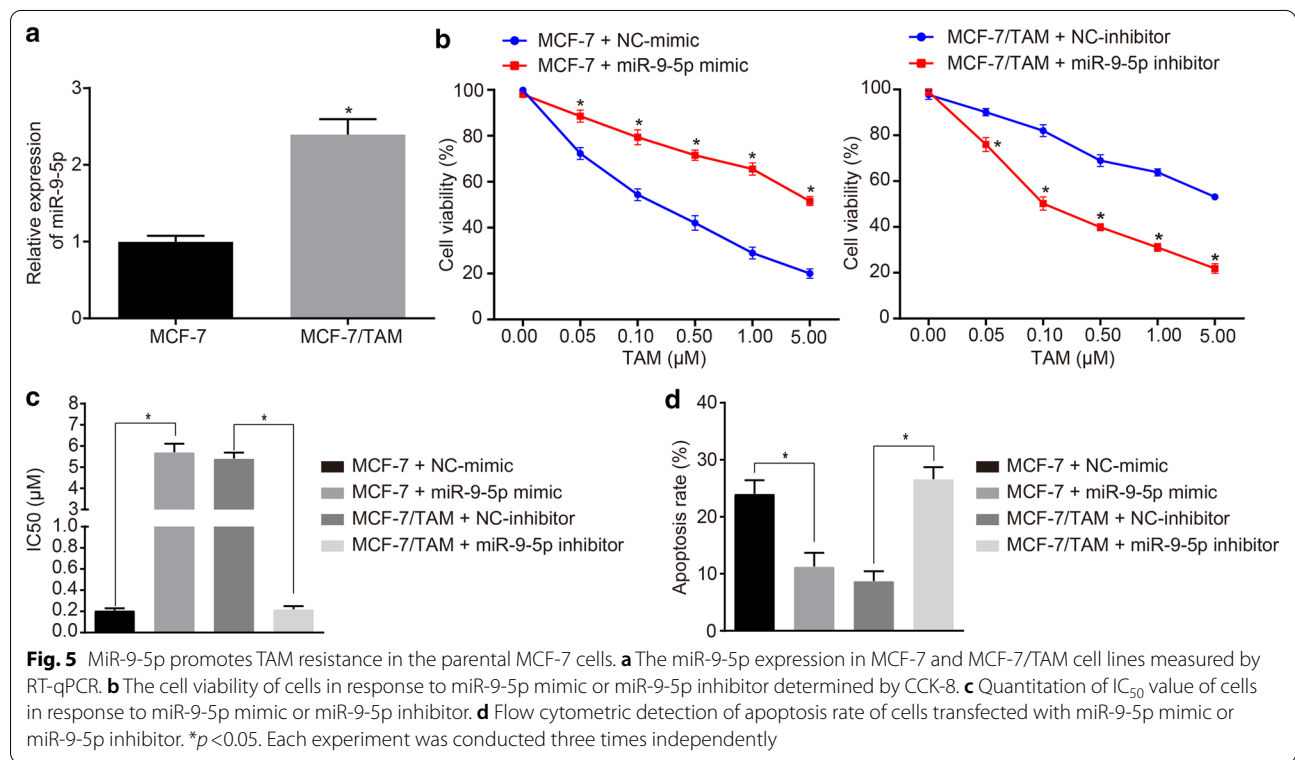 a
Relative expression
of miR-9-5p
3
2
1
0
*
MCF-7
MCF-7/TAM
b
MCF-7 + NC-mimic
MCF-7 + miR-9-5p mimic
Cell viability (%)
100
80
60
40
20
0
*
*
*
*
*
0.00
0.05
0.10
0.50
1.00
5.00
TAM (µM)
MCF-7/TAM + NC-inhibitor
MCF-7/TAM + miR-9-5p inhibitor
Cell viability (%)
100
80
60
40
20
0
*
*
*
*
*
0.00
0.05
0.10
0.50
1.00
5.00
TAM (µM)
c
IC50 (µM)
8
7
6
5
4
3
1.0
0.8
0.6
0.4
0.2
0.0
*
*
MCF-7 + NC-mimic
MCF-7 + miR-9-5p mimic
MCF-7/TAM + NC-inhibitor
MCF-7/TAM + miR-9-5p inhibitor
d
Apoptosis rate (%)
40
30
20
10
0
*
*
MCF-7 + NC-mimic
MCF-7 + miR-9-5p mimic
MCF-7/TAM + NC-inhibitor
MCF-7/TAM + miR-9-5p inhibitor
Fig. 5 MiR-9-5p promotes TAM resistance in the parental MCF-7 cells. a The miR-9-5p expression in MCF-7 and MCF-7/TAM cell lines measured by
RT-qPCR. b The cell viability of cells in response to miR-9-5p mimic or miR-9-5p inhibitor determined by CCK-8. c Quantitation of IC50 value of cells
in response to miR-9-5p mimic or miR-9-5p inhibitor. d Flow cytometric detection of apoptosis rate of cells transfected with miR-9-5p mimic or
miR-9-5p inhibitor. *p <0.05. Each experiment was conducted three times independently